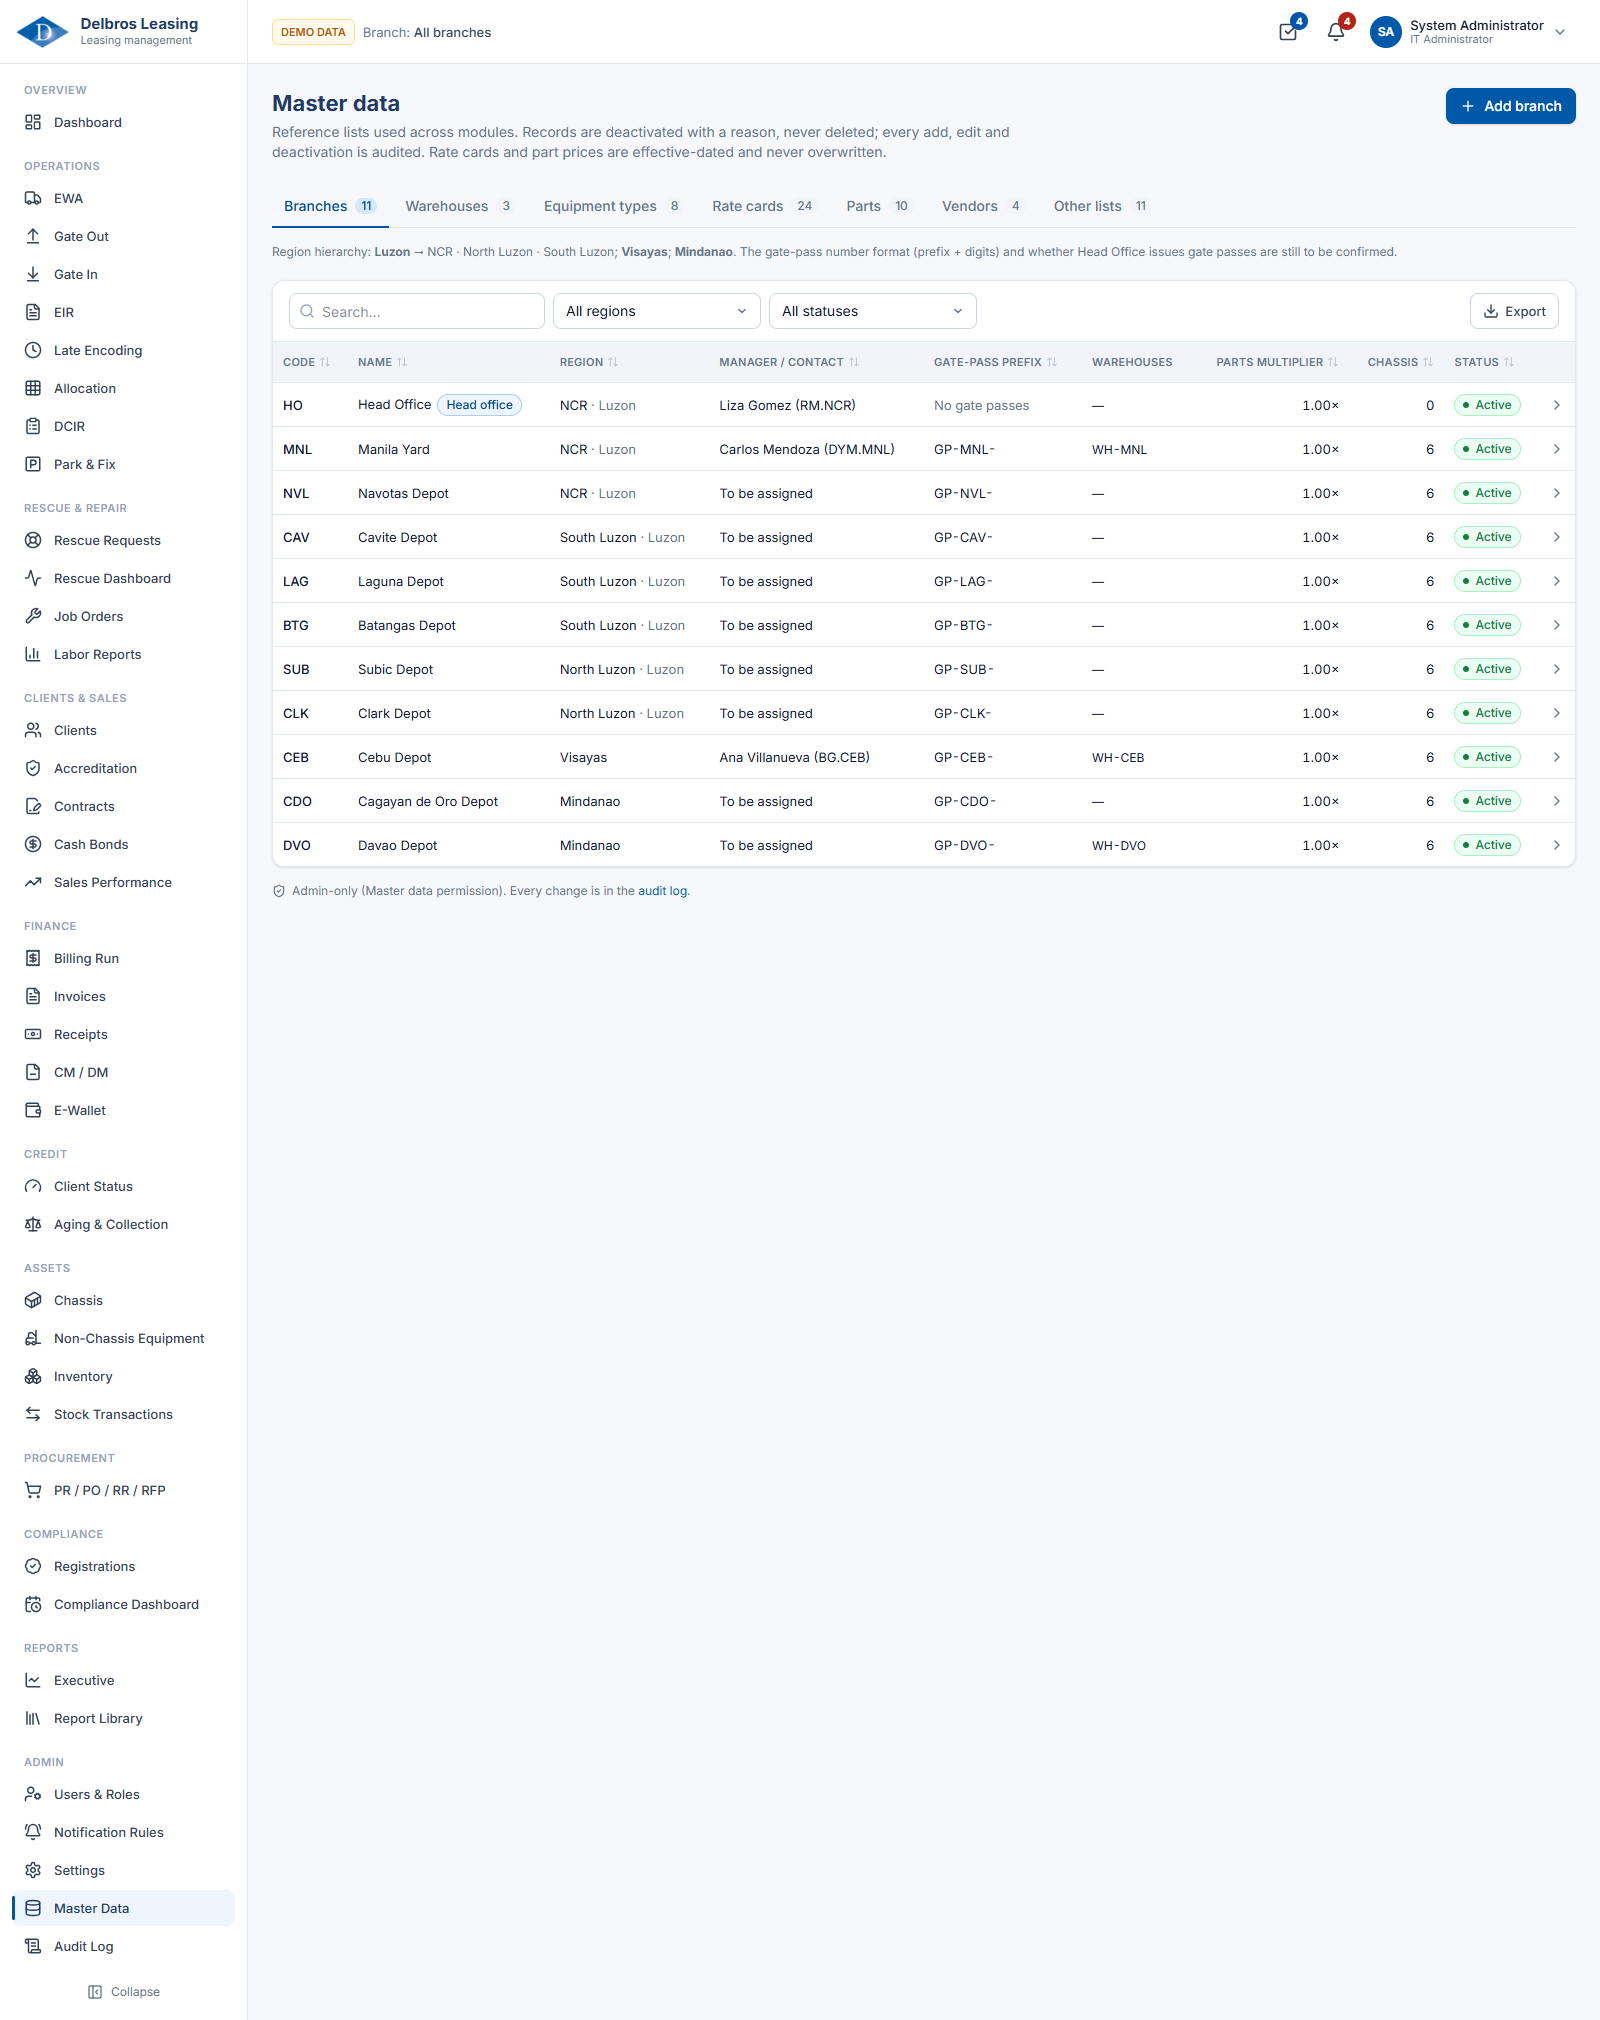 Delbros Leasing
Leasing management
DEMO DATA
Branch: All branches
4
4
SA
System Administrator
IT Administrator
OVERVIEW
Dashboard
OPERATIONS
EWA
Gate Out
Gate In
EIR
Late Encoding
Allocation
DCIR
Park & Fix
RESCUE & REPAIR
Rescue Requests
Rescue Dashboard
Job Orders
Labor Reports
CLIENTS & SALES
Clients
Accreditation
Contracts
Cash Bonds
Sales Performance
FINANCE
Billing Run
Invoices
Receipts
CM / DM
E-Wallet
CREDIT
Client Status
Aging & Collection
ASSETS
Chassis
Non-Chassis Equipment
Inventory
Stock Transactions
PROCUREMENT
PR / PO / RR / RFP
COMPLIANCE
Registrations
Compliance Dashboard
REPORTS
Executive
Report Library
ADMIN
Users & Roles
Notification Rules
Settings
Master Data
Audit Log
Collapse
Master data
Add branch
Reference lists used across modules. Records are deactivated with a reason, never deleted; every add, edit and
deactivation is audited. Rate cards and part prices are effective-dated and never overwritten.
Branches 11 Warehouses 3 Equipment types 8 Rate cards 24 Parts 10 Vendors 4 Other lists 11
Region hierarchy: Luzon → NCR · North Luzon · South Luzon; Visayas; Mindanao. The gate-pass number format (prefix + digits) and whether Head Office issues gate passes are still to be confirmed.
Search... All regions All statuses Export
CODE NAME REGION MANAGER / CONTACT GATE-PASS PREFIX WAREHOUSES PARTS MULTIPLIER CHASSIS STATUS
HO Head Office Head office NCR · Luzon Liza Gomez (RM.NCR) No gate passes — 1.00× 0 Active
MNL Manila Yard NCR · Luzon Carlos Mendoza (DYM.MNL) GP-MNL- WH-MNL 1.00× 6 Active
NVL Navotas Depot NCR · Luzon To be assigned GP-NVL- — 1.00× 6 Active
CAV Cavite Depot South Luzon · Luzon To be assigned GP-CAV- — 1.00× 6 Active
LAG Laguna Depot South Luzon · Luzon To be assigned GP-LAG- — 1.00× 6 Active
BTG Batangas Depot South Luzon · Luzon To be assigned GP-BTG- — 1.00× 6 Active
SUB Subic Depot North Luzon · Luzon To be assigned GP-SUB- — 1.00× 6 Active
CLK Clark Depot North Luzon · Luzon To be assigned GP-CLK- — 1.00× 6 Active
CEB Cebu Depot Visayas Ana Villanueva (BG.CEB) GP-CEB- WH-CEB 1.00× 6 Active
CDO Cagayan de Oro Depot Mindanao To be assigned GP-CDO- — 1.00× 6 Active
DVO Davao Depot Mindanao To be assigned GP-DVO- WH-DVO 1.00× 6 Active
Admin-only (Master data permission). Every change is in the audit log.